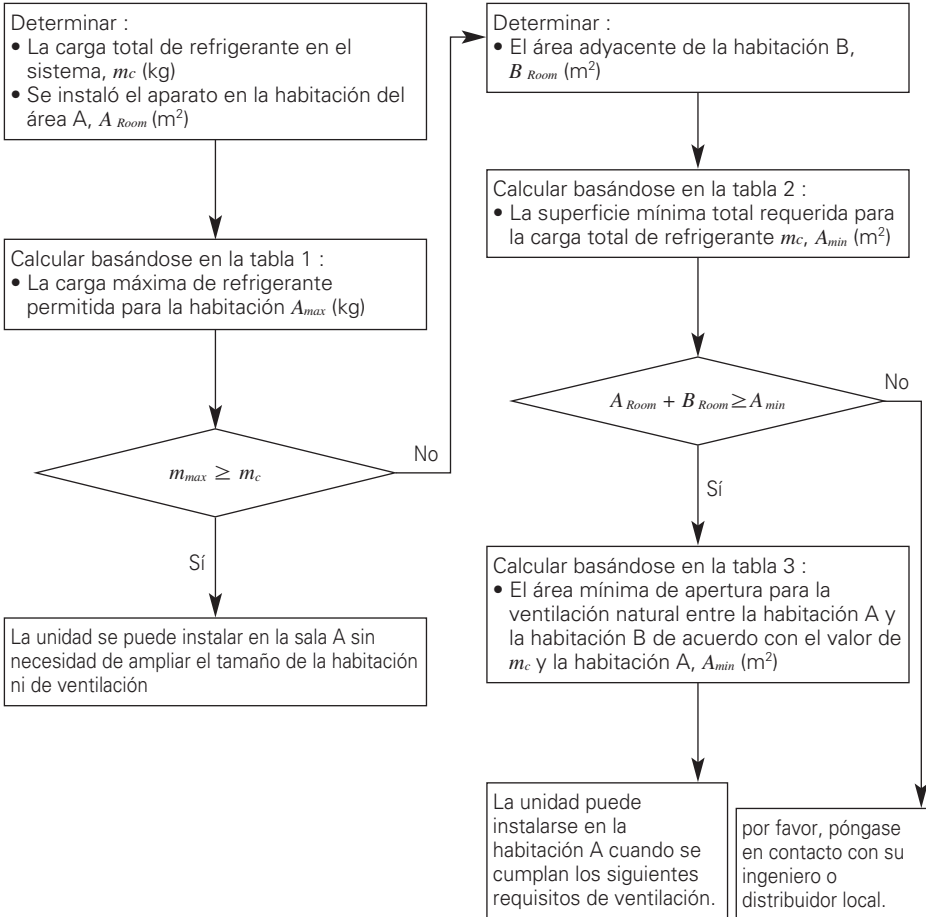 Determinar :
• La carga total de refrigerante en el
sistema, mc (kg)
• Se instaló el aparato en la habitación del
área A, A Room (m²)
Calcular basándose en la tabla 1 :
• La carga máxima de refrigerante
permitida para la habitación Amax (kg)
mmax ≥ mc
No
Sí
La unidad se puede instalar en la sala A sin
necesidad de ampliar el tamaño de la habitación
ni de ventilación
Determinar :
• El área adyacente de la habitación B,
B Room (m²)
Calcular basándose en la tabla 2 :
• La superficie mínima total requerida para
la carga total de refrigerante mc, Amin (m²)
A Room + B Room ≥ A min
No
Sí
Calcular basándose en la tabla 3 :
• El área mínima de apertura para la
ventilación natural entre la habitación A y
la habitación B de acuerdo con el valor de
mc y la habitación A, Amin (m²)
La unidad puede
instalarse en la
habitación A cuando se
cumplan los siguientes
requisitos de ventilación.
por favor, póngase
en contacto con su
ingeniero o
distribuidor local.